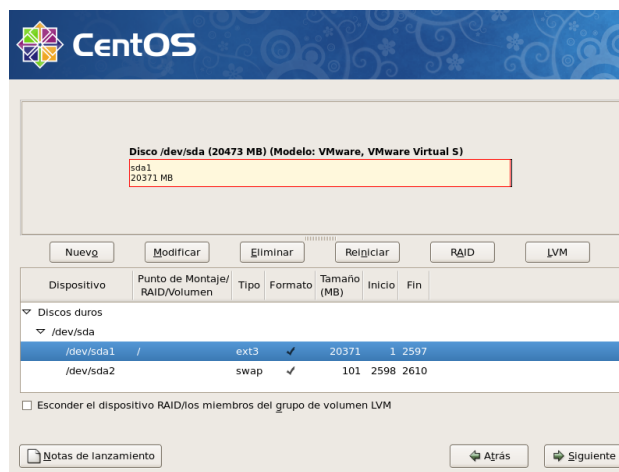 CentOS
Disco /dev/sda (20473 MB) (Modelo: VMware, VMware Virtual S)
sda1
20371 MB
Nuevo Modificar Eliminar Reiniciar RAID LVM
Dispositivo Punto de Montaje/ RAID/Volumen Tipo Formato Tamaño (MB) Inicio Fin
Discos duros
/dev/sda
/dev/sda1 / ext3 ✔ 20371 1 2597
/dev/sda2 swap ✔ 101 2598 2610
Esconder el dispositivo RAID/los miembros del grupo de volumen LVM
Notas de lanzamiento Atrás Siguiente